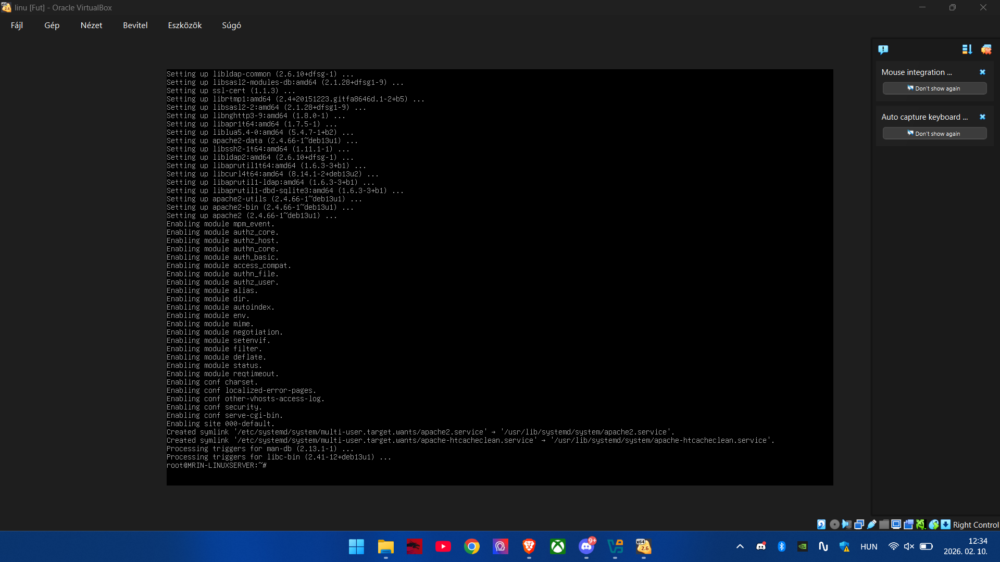 linu [Fut] - Oracle VirtualBox
Fájl Gép Nézet Bevitel Eszközök Súgó
Setting up libldap-common (2.6.10+dfsg-1) ...
Setting up libsasl2-modules-db:amd64 (2.1.28+dfsg1-9) ...
Setting up ssl-cert (1.1.3) ...
Setting up librtmp1:amd64 (2.4+20151223.gitfa8646d.1-2+b5) ...
Setting up libsasl2-2:amd64 (2.1.28+dfsg1-9) ...
Setting up libnghttp3-9:amd64 (1.8.0-1) ...
Setting up libapr1t64:amd64 (1.7.5-1) ...
Setting up liblua5.4-0:amd64 (5.4.7-1+b2) ...
Setting up apache2-data (2.4.66-1~deb13u1) ...
Setting up libssh2-1t64:amd64 (1.11.1-1) ...
Setting up libldap2:amd64 (2.6.10+dfsg-1) ...
Setting up libaprutil1t64:amd64 (1.6.3-3+b1) ...
Setting up libcurl4t64:amd64 (8.14.1-2+deb13u2) ...
Setting up libaprutil1-ldap:amd64 (1.6.3-3+b1) ...
Setting up libaprutil1-dbd-sqlite3:amd64 (1.6.3-3+b1) ...
Setting up apache2-utils (2.4.66-1~deb13u1) ...
Setting up apache2-bin (2.4.66-1~deb13u1) ...
Setting up apache2 (2.4.66-1~deb13u1) ...
Enabling module mpm_event.
Enabling module authz_core.
Enabling module authz_host.
Enabling module authn_core.
Enabling module auth_basic.
Enabling module access_compat.
Enabling module authn_file.
Enabling module authz_user.
Enabling module alias.
Enabling module dir.
Enabling module autoindex.
Enabling module env.
Enabling module mime.
Enabling module negotiation.
Enabling module setenvif.
Enabling module filter.
Enabling module deflate.
Enabling module status.
Enabling module reqtimeout.
Enabling conf charset.
Enabling conf localized-error-pages.
Enabling conf other-vhosts-access-log.
Enabling conf security.
Enabling conf serve-cgi-bin.
Enabling site 000-default.
Created symlink '/etc/systemd/system/multi-user.target.wants/apache2.service' → '/usr/lib/systemd/system/apache2.service'.
Created symlink '/etc/systemd/system/multi-user.target.wants/apache-htcacheclean.service' → '/usr/lib/systemd/system/apache-htcacheclean.service'.
Processing triggers for man-db (2.13.1-1) ...
Processing triggers for libc-bin (2.41-12+deb13u1) ...
root@MRIN-LINUXSERVER:~#
Mouse integration ...
Don't show again
Auto capture keyboard ...
Don't show again
Right Control
9+
x64
2.6
HUN
12:34
2026. 02. 10.